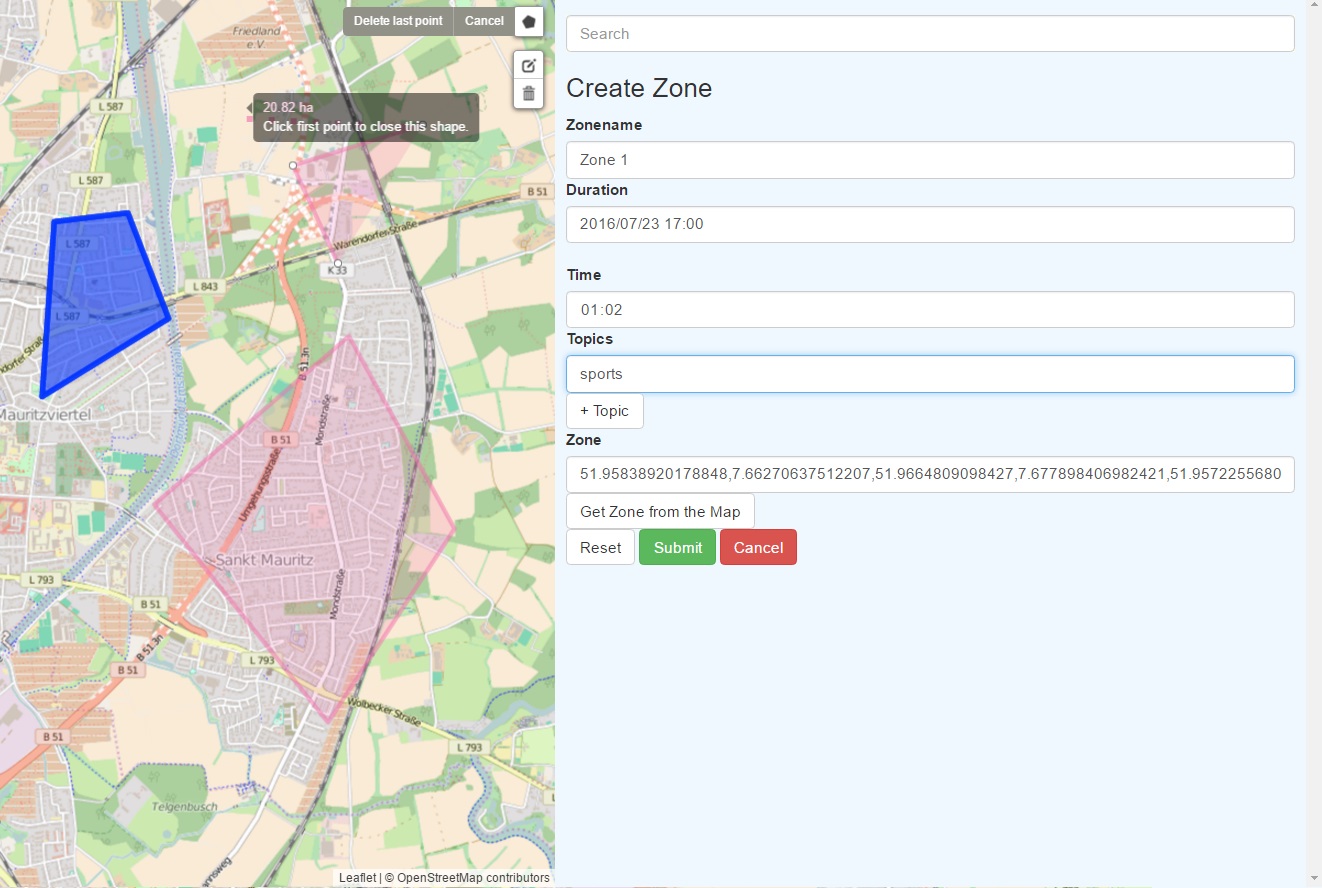 Delete last point Cancel
Friedland
e.V.
20.82 ha
Click first point to close this shape.
L 587
L 587
B 51
L 587
Warendorfer Straße
K 33
L 843
L 587
B 51.3n
Mauritzviertel
Mondstraße
B 51
Umgehungsstraße
Sankt Mauritz
L 793
Mondstraße
B 51
B 51.3n
L 793
B 51
Wolbecker Straße
B 51
L 793
Telgenbusch
Leaflet | © OpenStreetMap contributors
Search
Create Zone
Zonename
Zone 1
Duration
2016/07/23 17:00
Time
01:02
Topics
sports
+ Topic
Zone
51.95838920178848,7.66270637512207,51.9664809098427,7.677898406982421,51.9572255680
Get Zone from the Map
Reset Submit Cancel